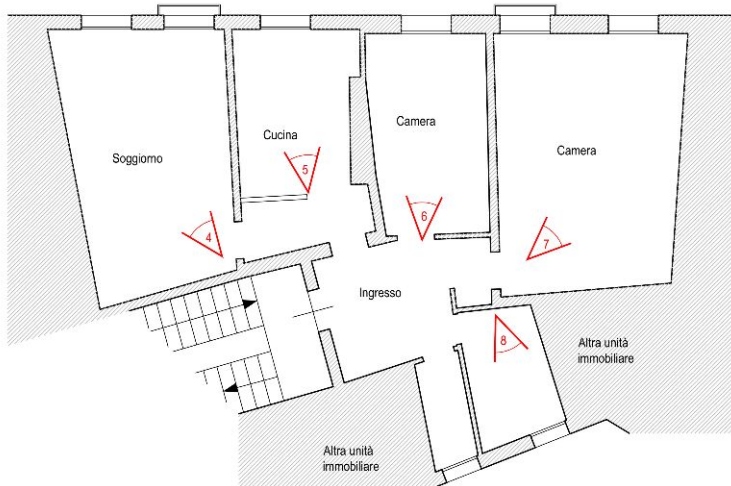 Soggiorno
Cucina
Camera
Camera
5
6
4
7
Ingresso
8
Altra unità
immobiliare
Altra unità
immobiliare